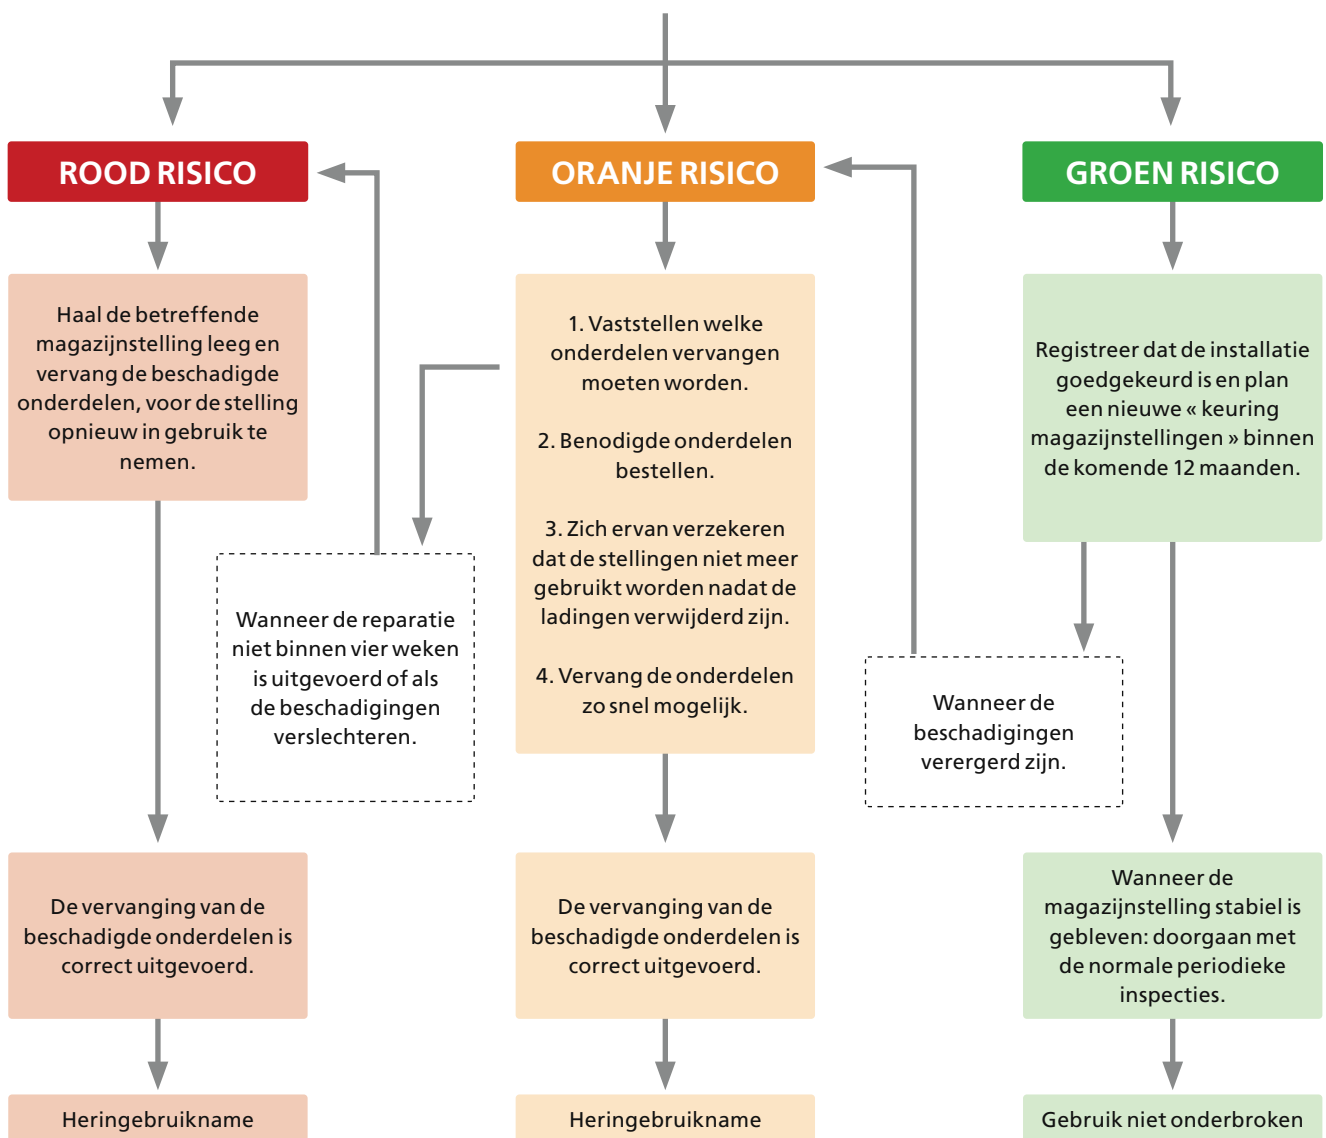 ROOD RISICO
Haal de betreffende
magazijnstelling leeg en
vervang de beschadigde
onderdelen, voor de stelling
opnieuw in gebruik te
nemen.
Wanneer de reparatie
niet binnen vier weken
is uitgevoerd of als
de beschadigingen
verslechteren.
De vervanging van de
beschadigde onderdelen is
correct uitgevoerd.
Heringebruikname
ORANJE RISICO
1. Vaststellen welke
onderdelen vervangen
moeten worden.
2. Benodigde onderdelen
bestellen.
3. Zich ervan verzekeren
dat de stellingen niet meer
gebruikt worden nadat de
ladingen verwijderd zijn.
4. Vervang de onderdelen
zo snel mogelijk.
De vervanging van de
beschadigde onderdelen is
correct uitgevoerd.
Heringebruikname
GROEN RISICO
Registreer dat de installatie
goedgekeurd is en plan
een nieuwe « keuring
magazijnstellingen » binnen
de komende 12 maanden.
Wanneer de
beschadigingen
verergerd zijn.
Wanneer de
magazijnstelling stabiel is
gebleven: doorgaan met
de normale periodieke
inspecties.
Gebruik niet onderbroken